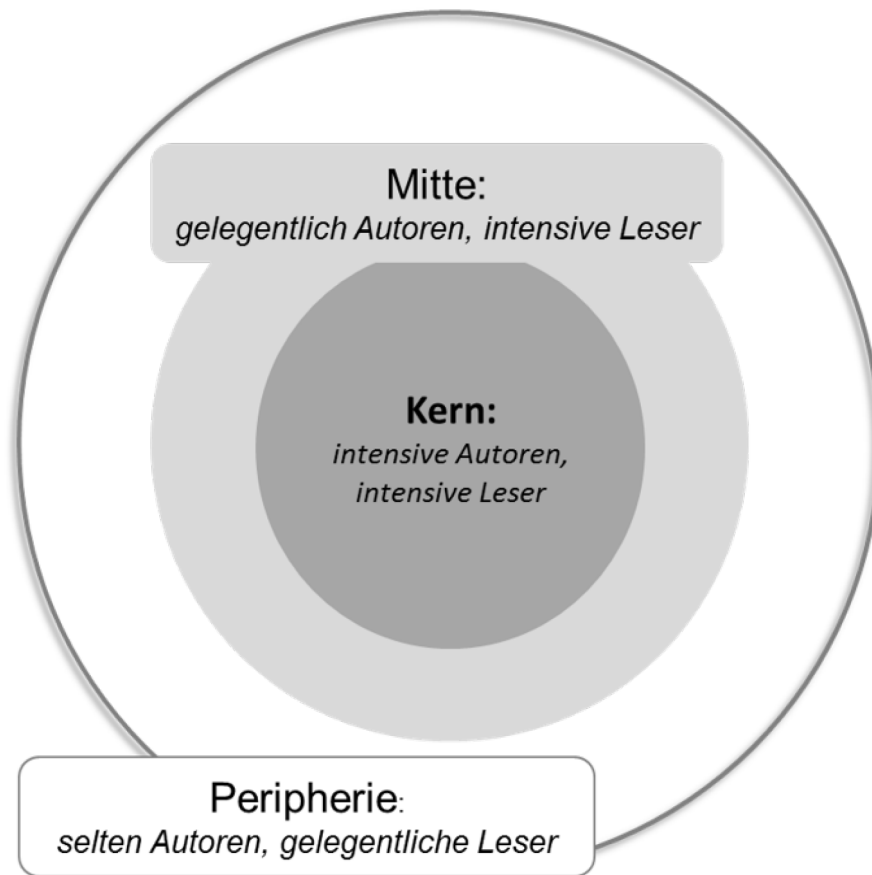 Mitte:
gelegentlich Autoren, intensive Leser
Kern:
intensive Autoren,
intensive Leser
Peripherie:
selten Autoren, gelegentliche Leser